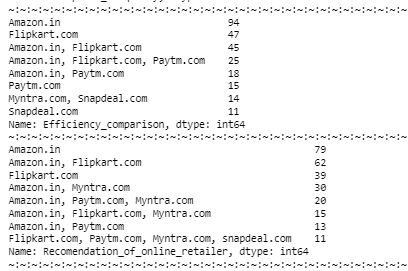 ~:~:~:~:~:~:~:~:~:~:~:~:~:~:~:~:~:~:~:~:~:~:~:~:~:~:~:~:~:~:~:~:~:~
Amazon.in 94
Flipkart.com 47
Amazon.in, Flipkart.com 45
Amazon.in, Flipkart.com, Paytm.com 25
Amazon.in, Paytm.com 18
Paytm.com 15
Myntra.com, Snapdeal.com 14
Snapdeal.com 11
Name: Efficiency_comparison, dtype: int64
~:~:~:~:~:~:~:~:~:~:~:~:~:~:~:~:~:~:~:~:~:~:~:~:~:~:~:~:~:~:~:~:~:~
Amazon.in 79
Amazon.in, Flipkart.com 62
Flipkart.com 39
Amazon.in, Myntra.com 30
Amazon.in, Paytm.com, Myntra.com 20
Amazon.in, Flipkart.com, Myntra.com 15
Amazon.in, Paytm.com 13
Flipkart.com, Paytm.com, Myntra.com, snapdeal.com 11
Name: Recomendation_of_online_retailer, dtype: int64
~:~:~:~:~:~:~:~:~:~:~:~:~:~:~:~:~:~:~:~:~:~:~:~:~:~:~:~:~:~:~:~:~:~